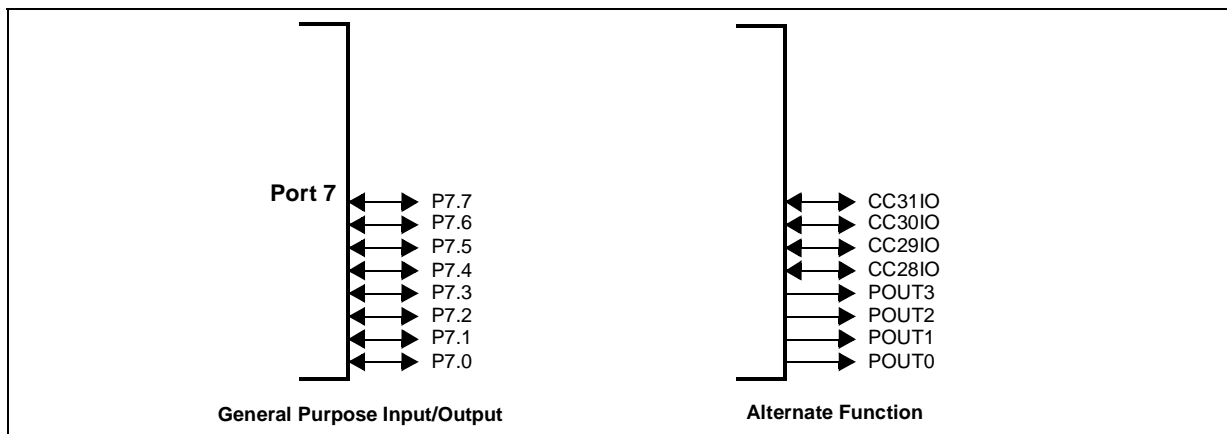 Port 7
P7.7
P7.6
P7.5
P7.4
P7.3
P7.2
P7.1
P7.0
General Purpose Input/Output
CC31IO
CC30IO
CC29IO
CC28IO
POUT3
POUT2
POUT1
POUT0
Alternate Function